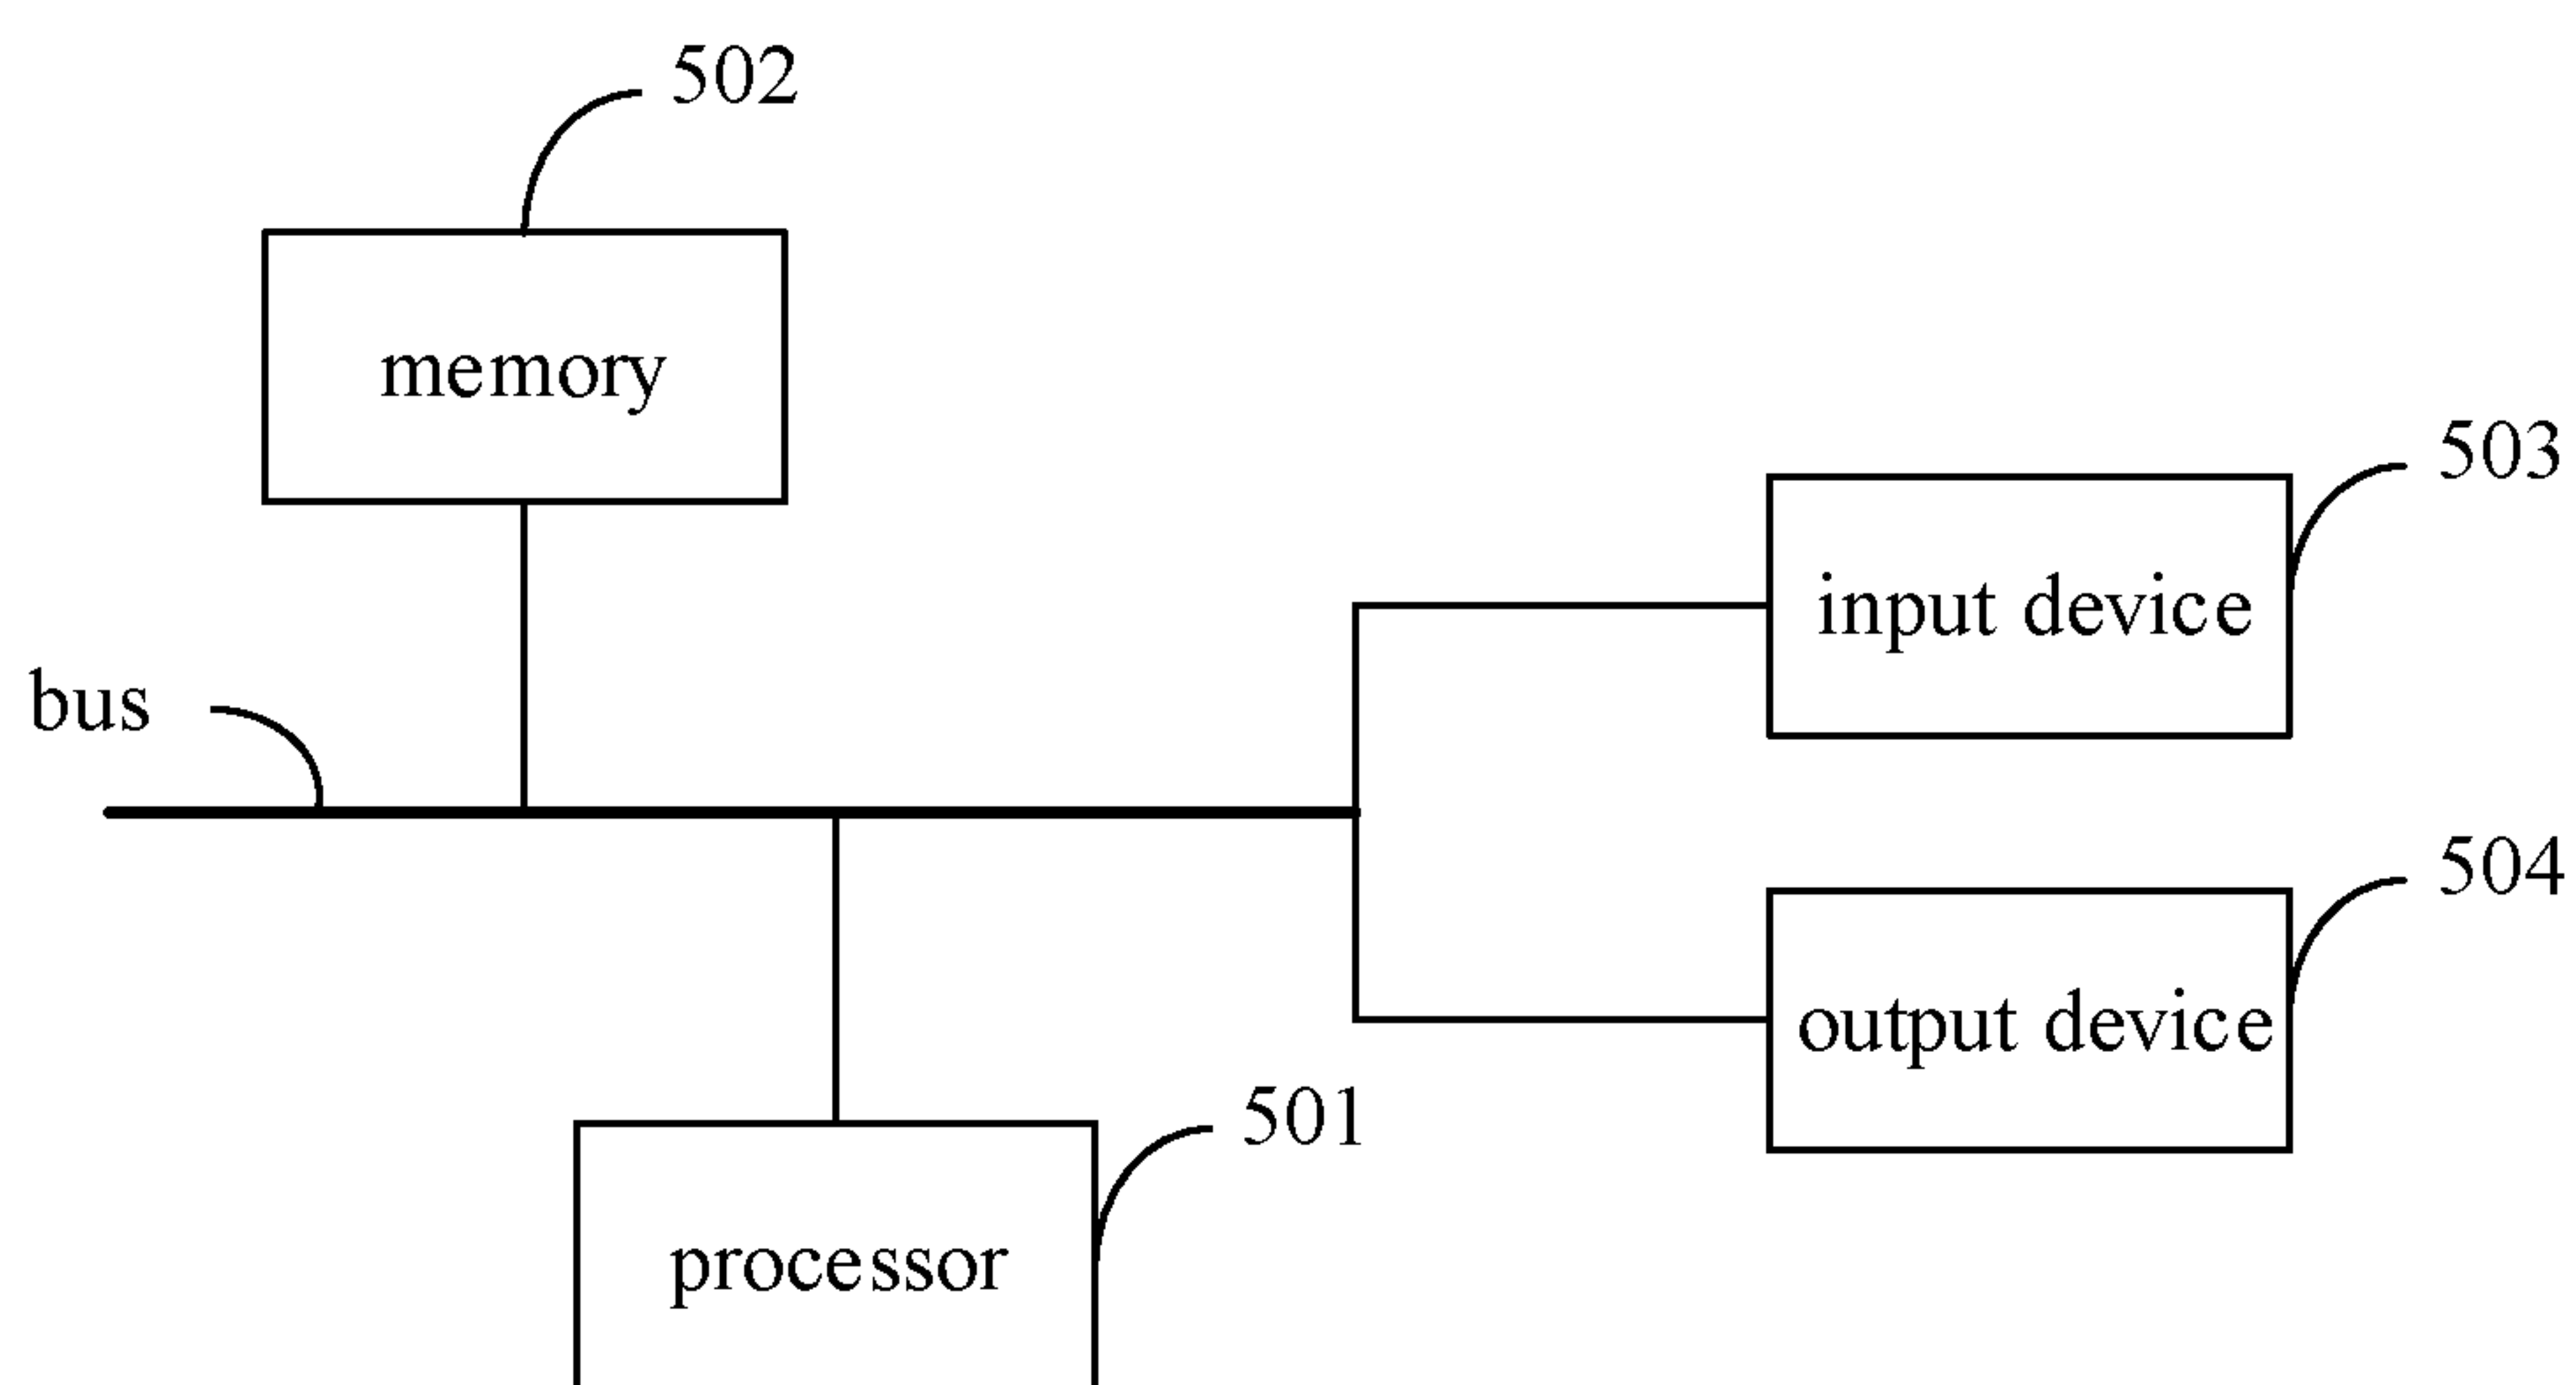 502
memory
503
input device
bus
504
output device
501
processor